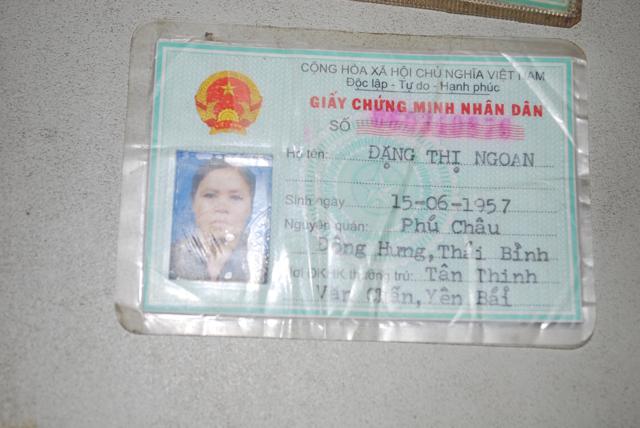 CỘNG HÒA XÃ HỘI CHỦ NGHĨA VIỆT NAM
Độc lập - Tự do - Hạnh phúc
GIẤY CHỨNG MINH NHÂN DÂN
SỐ
Họ tên: ĐẶNG THỊ NGOAN
Sinh ngày 15-06-1957
Nguyên quán: Phú Châu
Đông Hưng, Thái Bình
Nơi ĐKHK thường trú: Tân Thinh
Văn Chấn, Yên Bái